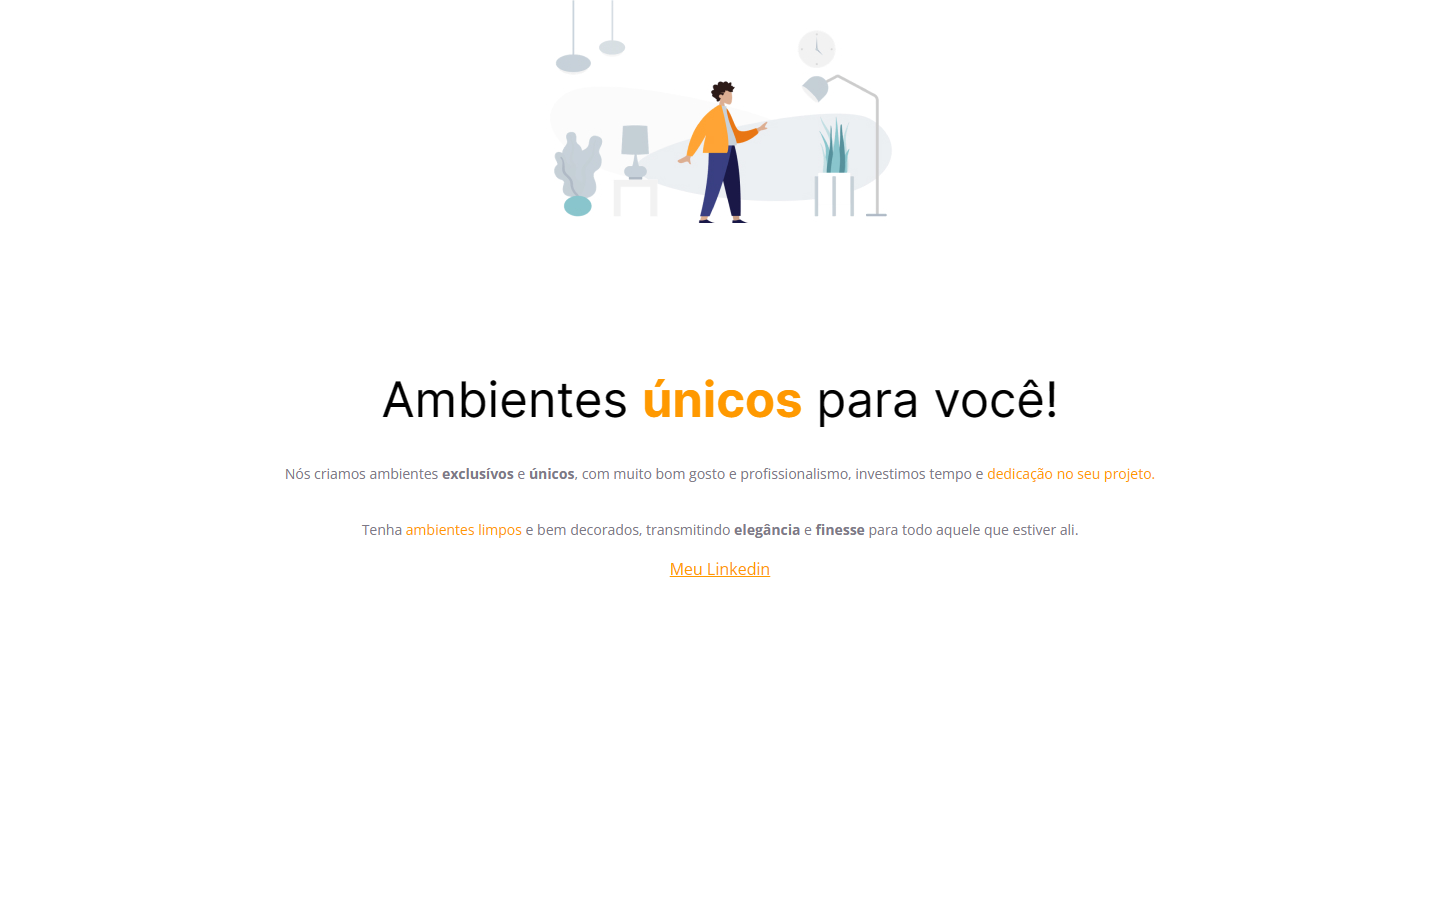 Ambientes únicos para você!
Nós criamos ambientes exclusívos e únicos, com muito bom gosto e profissionalismo, investimos tempo e dedicação no seu projeto.
Tenha ambientes limpos e bem decorados, transmitindo elegância e finesse para todo aquele que estiver ali.
Meu Linkedin